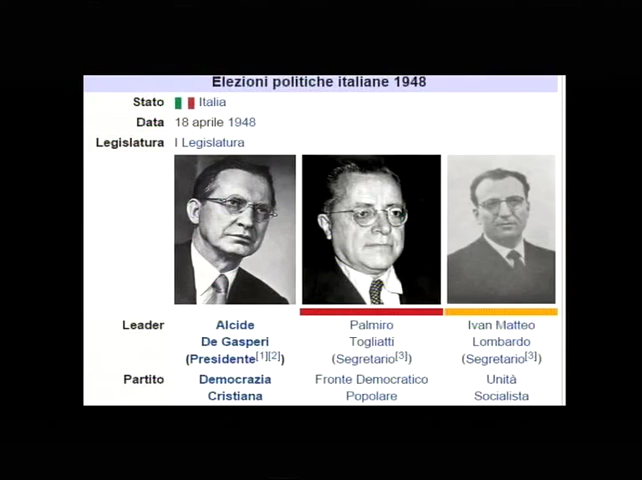 Elezioni politiche italiane 1948
Stato Italia
Data 18 aprile 1948
Legislatura I Legislatura
Leader Alcide Palmiro Ivan Matteo
De Gasperi Togliatti Lombardo
(Presidente[1][2]) (Segretario[3]) (Segretario[3])
Partito Democrazia Fronte Democratico Unità
Cristiana Popolare Socialista